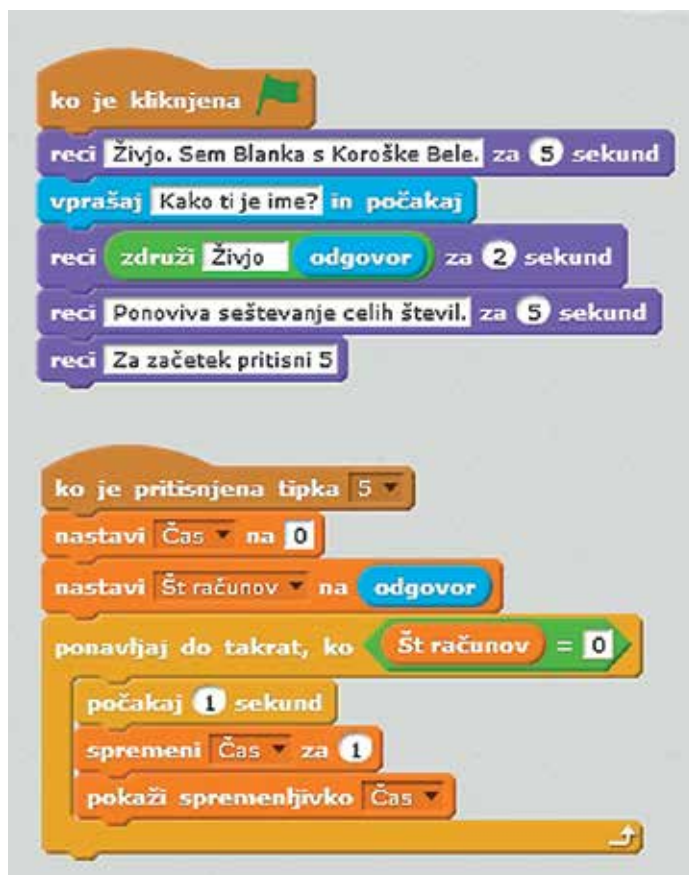 ko je kliknjena
reci Živjo. Sem Blanka s Koroške Bele. za 5 sekund
vprašaj Kako ti je ime? in počakaj
reci združi Živjo odgovor za 2 sekund
reci Ponoviva seštevanje celih števil. za 5 sekund
reci Za začetek pritisni 5
ko je pritisnjena tipka 5
nastavi Čas na 0
nastavi Št računov na odgovor
ponavljaj do takrat, ko Št računov = 0
počakaj 1 sekund
spremeni Čas za 1
pokaži spremenljivko Čas